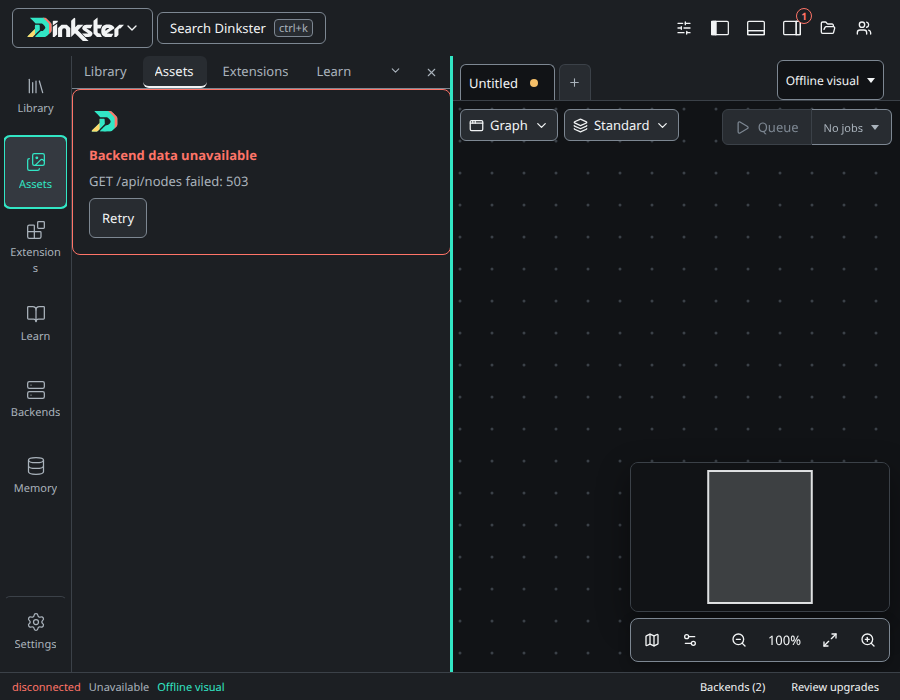 Dinkster
Search Dinkster ctrl+k
1
Library
Assets
Extensions
Learn
Backends
Memory
Settings
Library Assets Extensions Learn
Backend data unavailable
GET /api/nodes failed: 503
Retry
Untitled
Offline visual
Graph
Standard
Queue
No jobs
100%
disconnected Unavailable Offline visual
Backends (2) Review upgrades